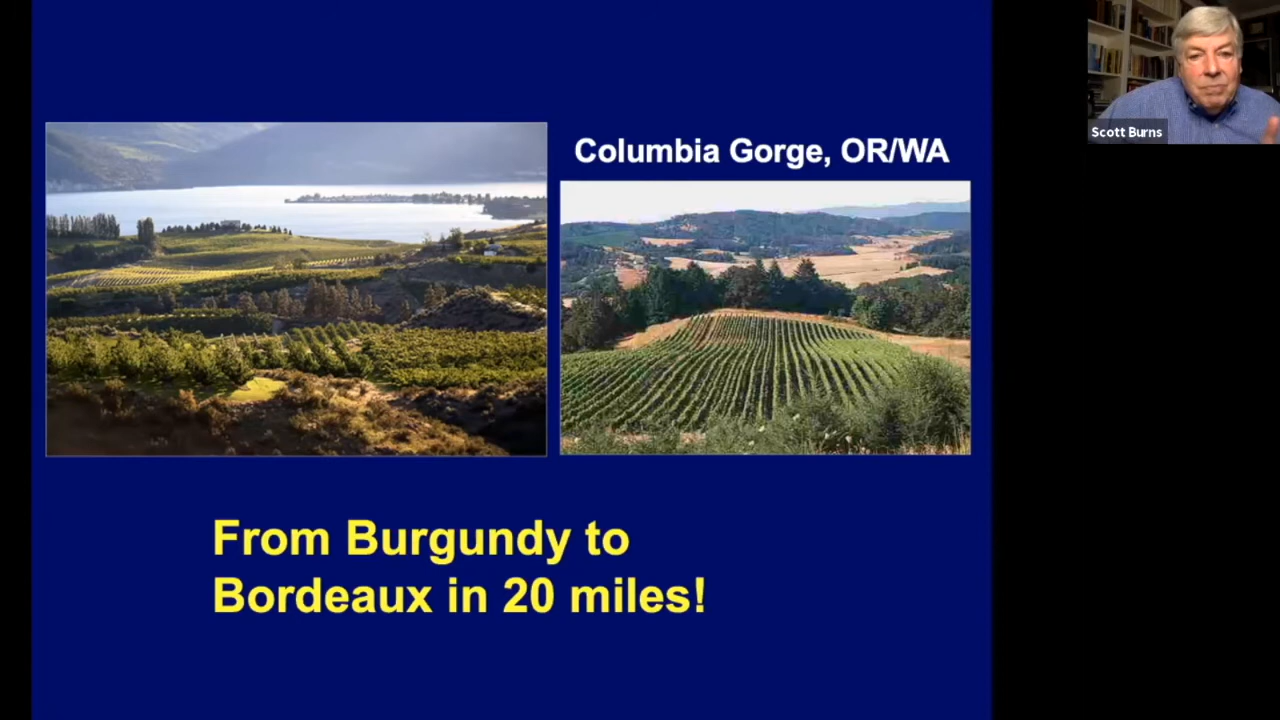 Scott Burns
Columbia Gorge, OR/WA
From Burgundy to
Bordeaux in 20 miles!